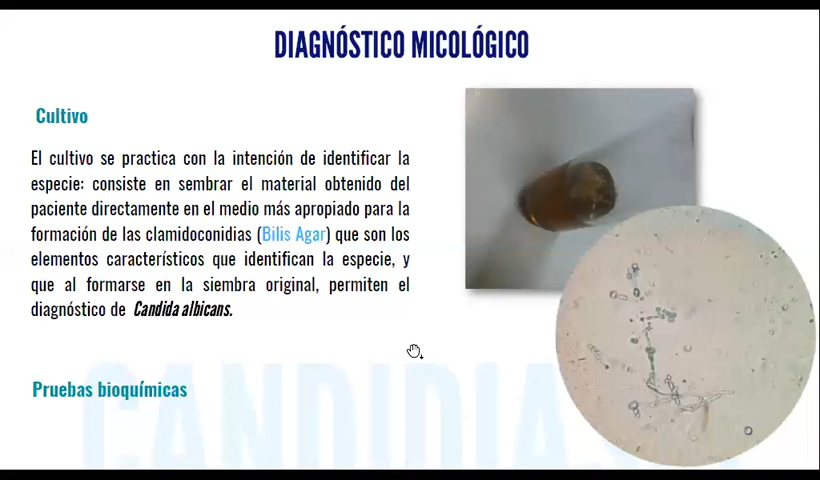 DIAGNÓSTICO MICOLÓGICO
Cultivo
El cultivo se practica con la intención de identificar la
especie: consiste en sembrar el material obtenido del
paciente directamente en el medio más apropiado para la
formación de las clamidoconidias (Bilis Agar) que son los
elementos característicos que identifican la especie, y
que al formarse en la siembra original, permiten el
diagnóstico de Candida albicans.
Pruebas bioquímicas